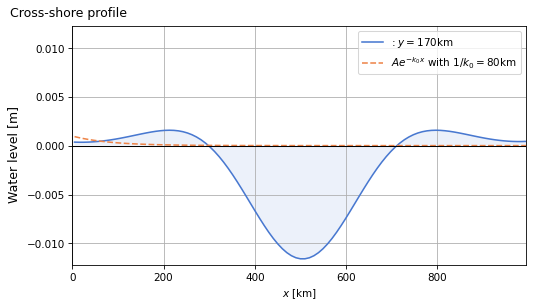 Cross-shore profile
0.010
0.005
0.000
−0.005
−0.010
Water level [m]
: y = 170km
Ae^{-k_0x} with 1/k_0 = 80km
0 200 400 600 800
x [km]